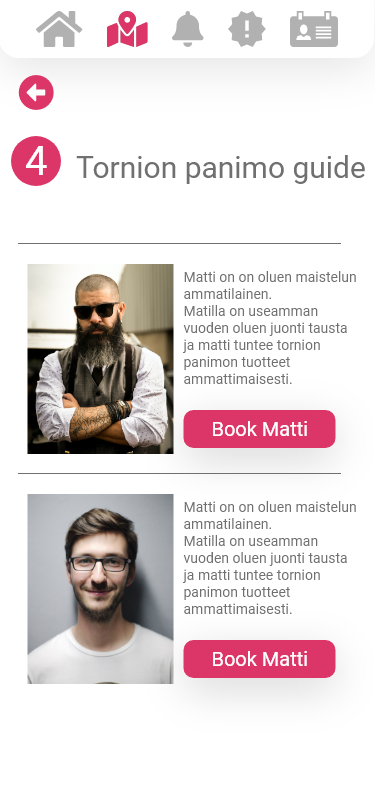 4
Tornion panimo guide
Matti on on oluen maistelun
ammatilainen.
Matilla on useamman
vuoden oluen juonti tausta
ja matti tuntee tornion
panimon tuotteet
ammattimaisesti.
Book Matti
Matti on on oluen maistelun
ammatilainen.
Matilla on useamman
vuoden oluen juonti tausta
ja matti tuntee tornion
panimon tuotteet
ammattimaisesti.
Book Matti